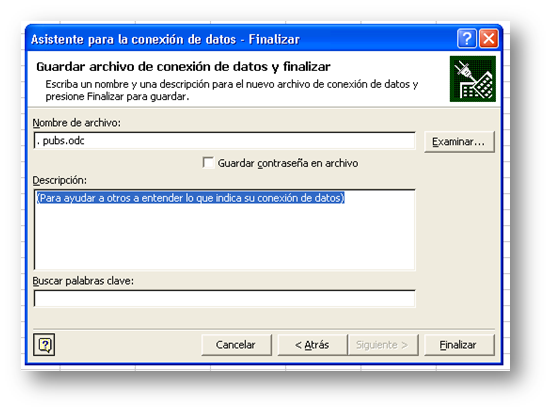 Asistente para la conexión de datos - Finalizar
Guardar archivo de conexión de datos y finalizar
Escriba un nombre y una descripción para el nuevo archivo de conexión de datos y
presione Finalizar para guardar.
Nombre de archivo:
. pubs.odc
Examinar...
Guardar contraseña en archivo
Descripción:
(Para ayudar a otros a entender lo que indica su conexión de datos)
Buscar palabras clave:
Cancelar < Atrás Siguiente > Finalizar